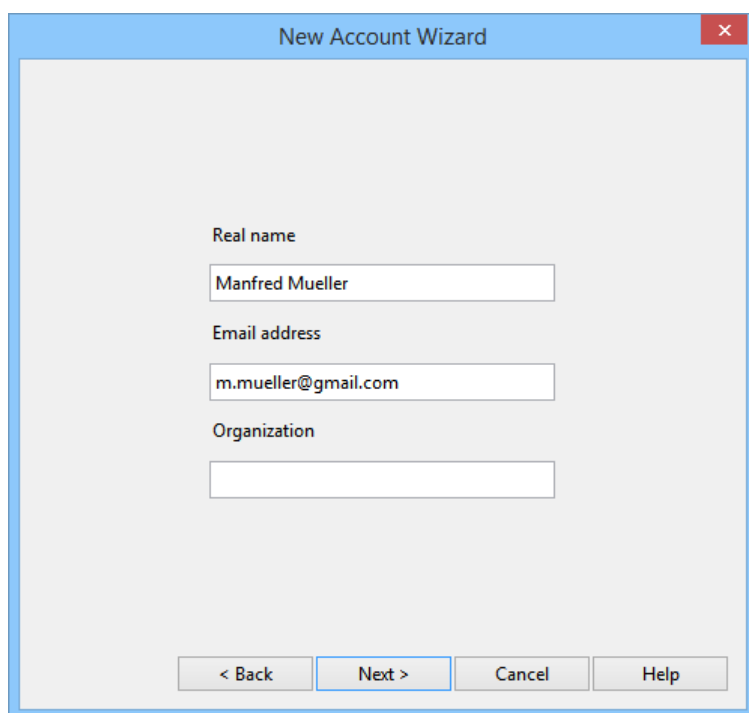 New Account Wizard
Real name
Manfred Mueller
Email address
m.mueller@gmail.com
Organization
< Back Next > Cancel Help